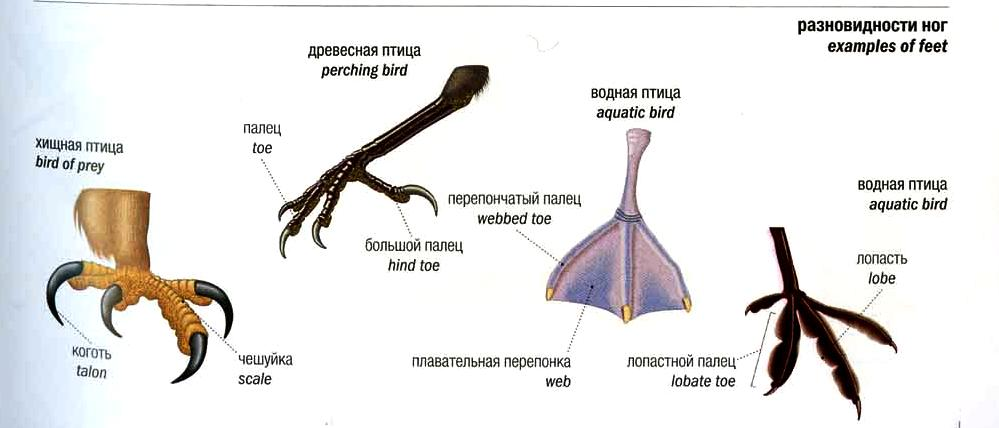 разновидности ног
examples of feet
древесная птица
perching bird
водная птица
aquatic bird
палец
toe
хищная птица
bird of prey
перепончатый палец
webbed toe
водная птица
aquatic bird
большой палец
hind toe
лопасть
lobe
коготь
talon
чешуйка
scale
плавательная перепонка
web
лопастной палец
lobate toe